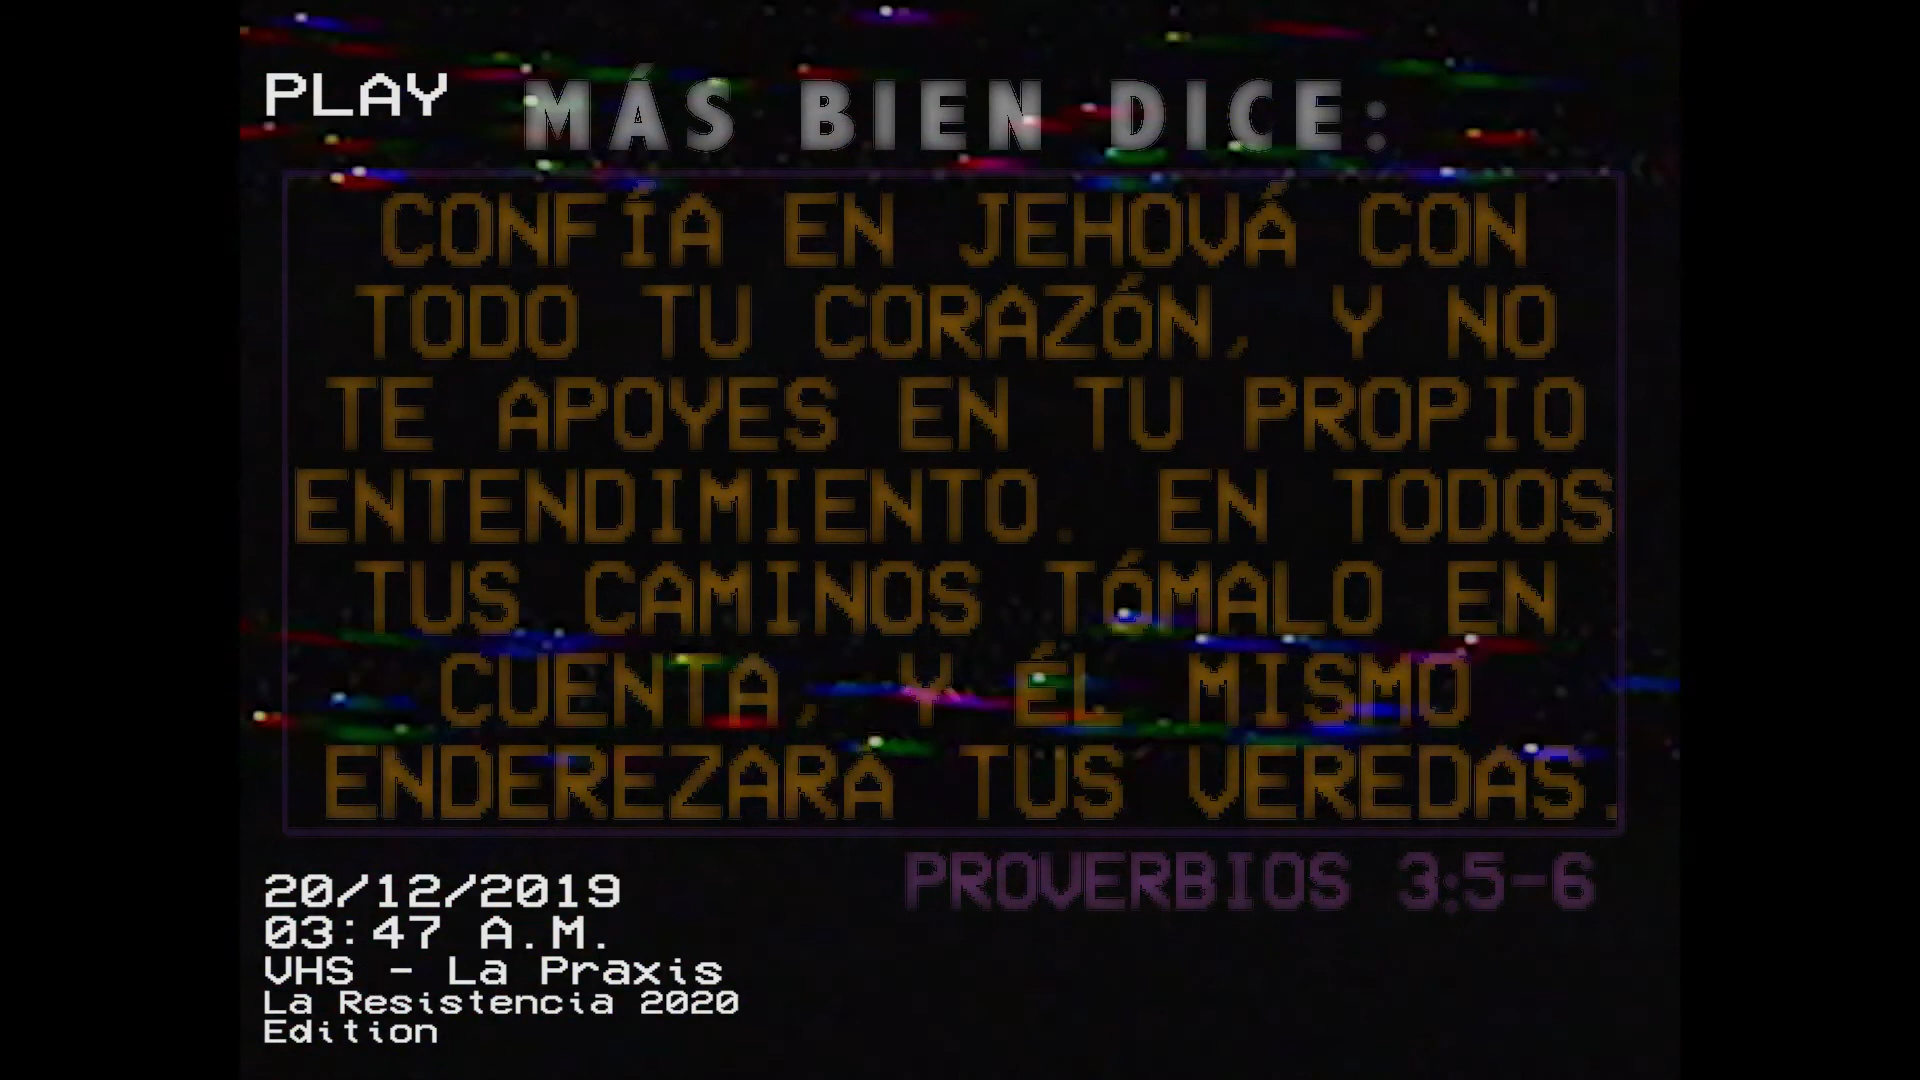 PLAY
MÁS BIEN DICE:
CONFÍA EN JEHOVÁ CON
TODO TU CORAZÓN, Y NO
TE APOYES EN TU PROPIO
ENTENDIMIENTO. EN TODOS
TUS CAMINOS TÓMALO EN
CUENTA, Y ÉL MISMO
ENDEREZARÁ TUS VEREDAS.
PROVERBIOS 3:5-6
20/12/2019
03:47 A.M.
VHS - La Praxis
La Resistencia 2020
Edition